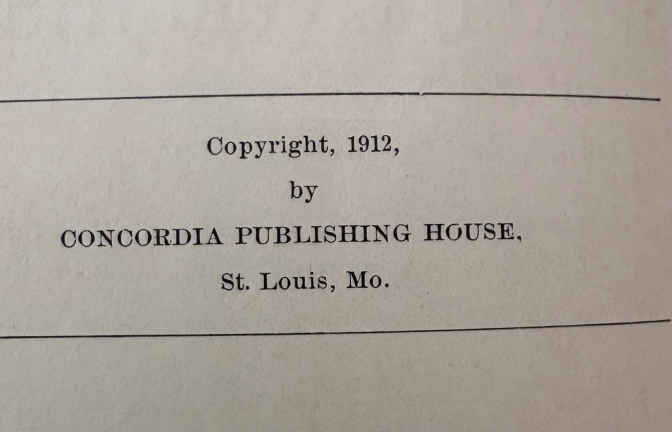 Copyright, 1912,
by
CONCORDIA PUBLISHING HOUSE,
St. Louis, Mo.